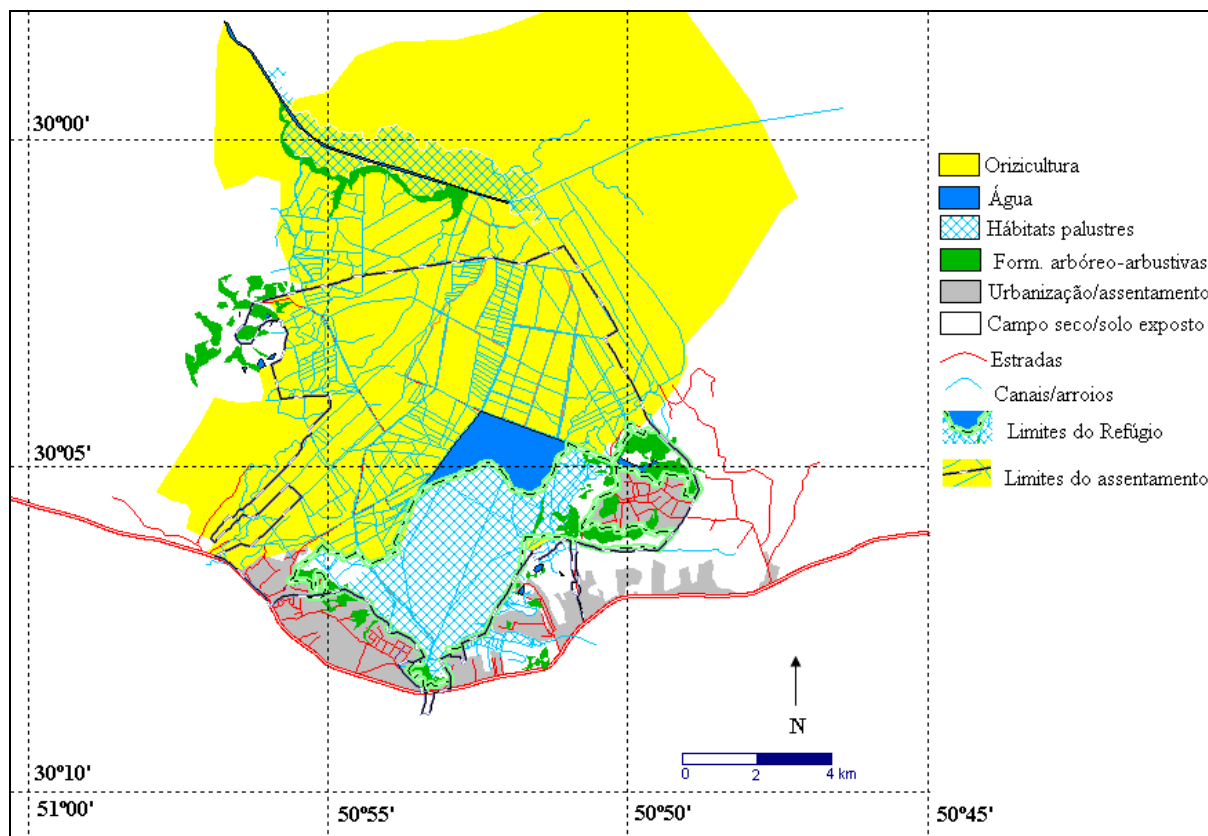 30º00'
30º05'
30º10'
51º00'
50º55'
50º50'
50º45'
N
0 2 4 km
Orizicultura
Água
Hábitats palustres
Form. arbóreo-arbustivas
Urbanização/assentamento
Campo seco/solo exposto
Estradas
Canais/arroios
Limites do Refúgio
Limites do assentamento